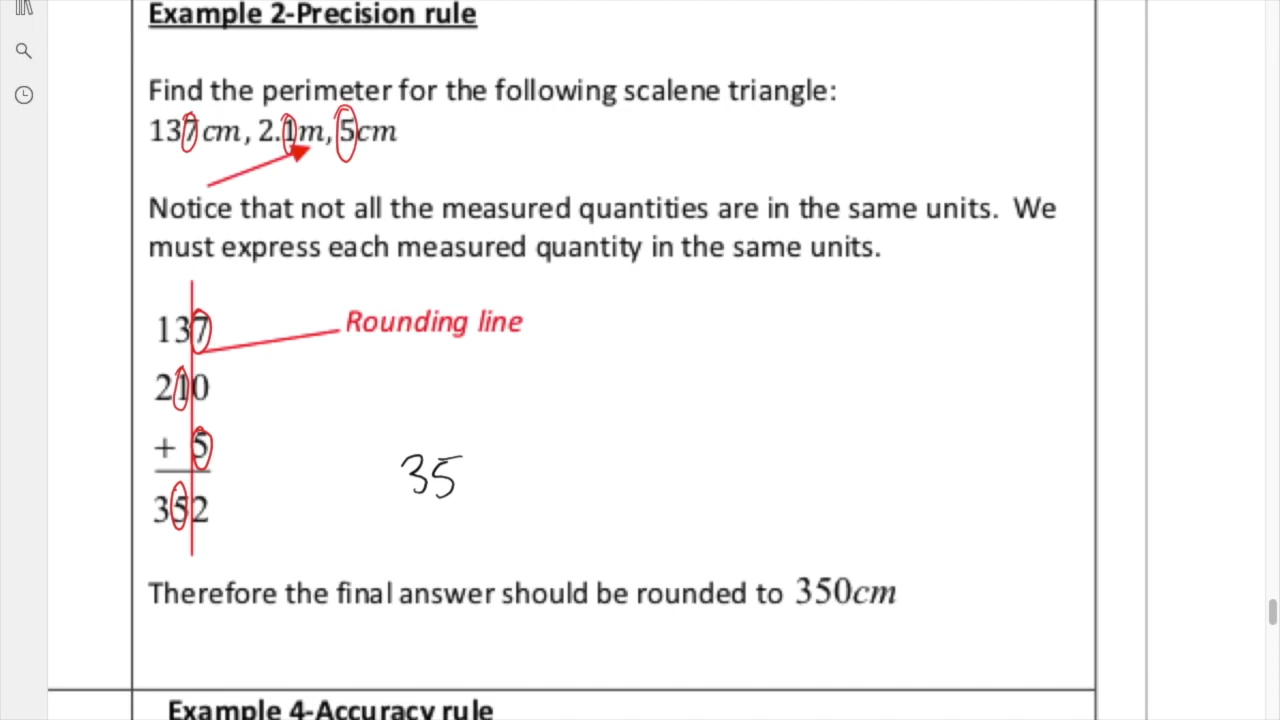 Example 2-Precision rule
Find the perimeter for the following scalene triangle:
137cm, 2.1m, 5cm
Notice that not all the measured quantities are in the same units. We
must express each measured quantity in the same units.
137
Rounding line
210
+ 5
352
35
Therefore the final answer should be rounded to 350cm
Example 4-Accuracy rule